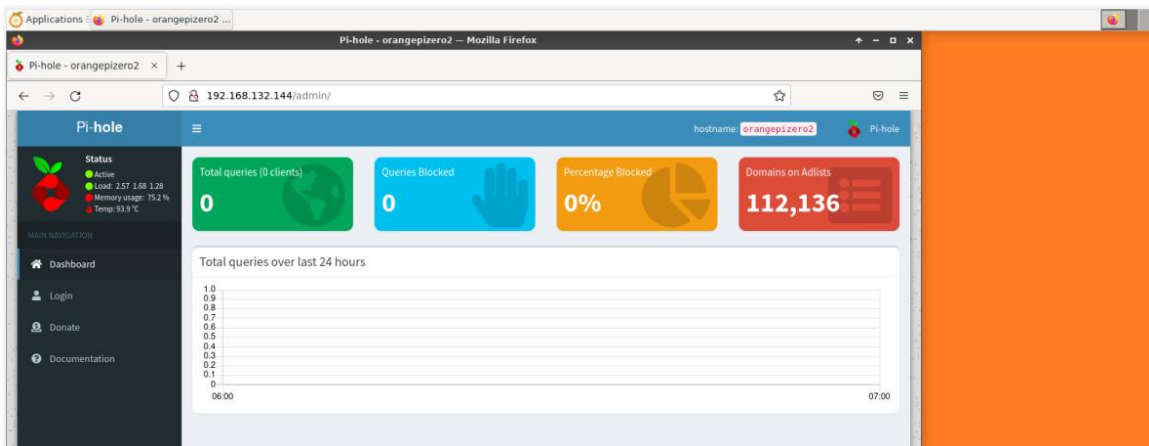 Applications
Pi-hole - orangepizero2 ...
Pi-hole - orangepizero2 — Mozilla Firefox
Pi-hole - orangepizero2
192.168.132.144/admin/
Pi-hole
hostname: orangepizero2
Pi-hole
Status
Active
Load: 2.57 1.68 1.28
Memory usage: 75.2 %
Temp: 93.9 °C
Total queries (0 clients)
0
Queries Blocked
0
Percentage Blocked
0%
Domains on Adlists
112,136
MAIN NAVIGATION
Dashboard
Login
Donate
Documentation
Total queries over last 24 hours
1.0
0.9
0.8
0.7
0.6
0.5
0.4
0.3
0.2
0.1
0
06:00
07:00